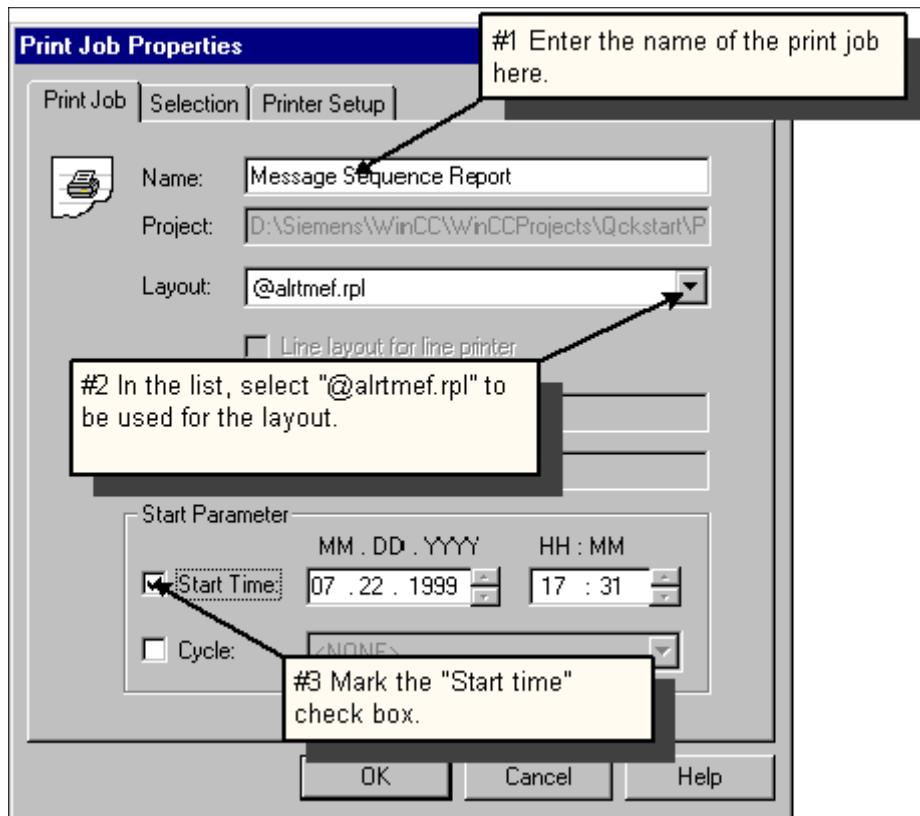 Print Job Properties
#1 Enter the name of the print job
here.
Print Job Selection Printer Setup
Name: Message Sequence Report
Project: D:\Siemens\WinCC\WinCCProjects\Qckstart\P
Layout: @alrtmef.rpl
Line layout for line printer
#2 In the list, select "@alrtmef.rpl" to
be used for the layout.
Start Parameter
MM . DD . YYYY HH : MM
Start Time: 07 . 22 . 1999 17 : 31
Cycle: <NONE>
#3 Mark the "Start time"
check box.
OK Cancel Help